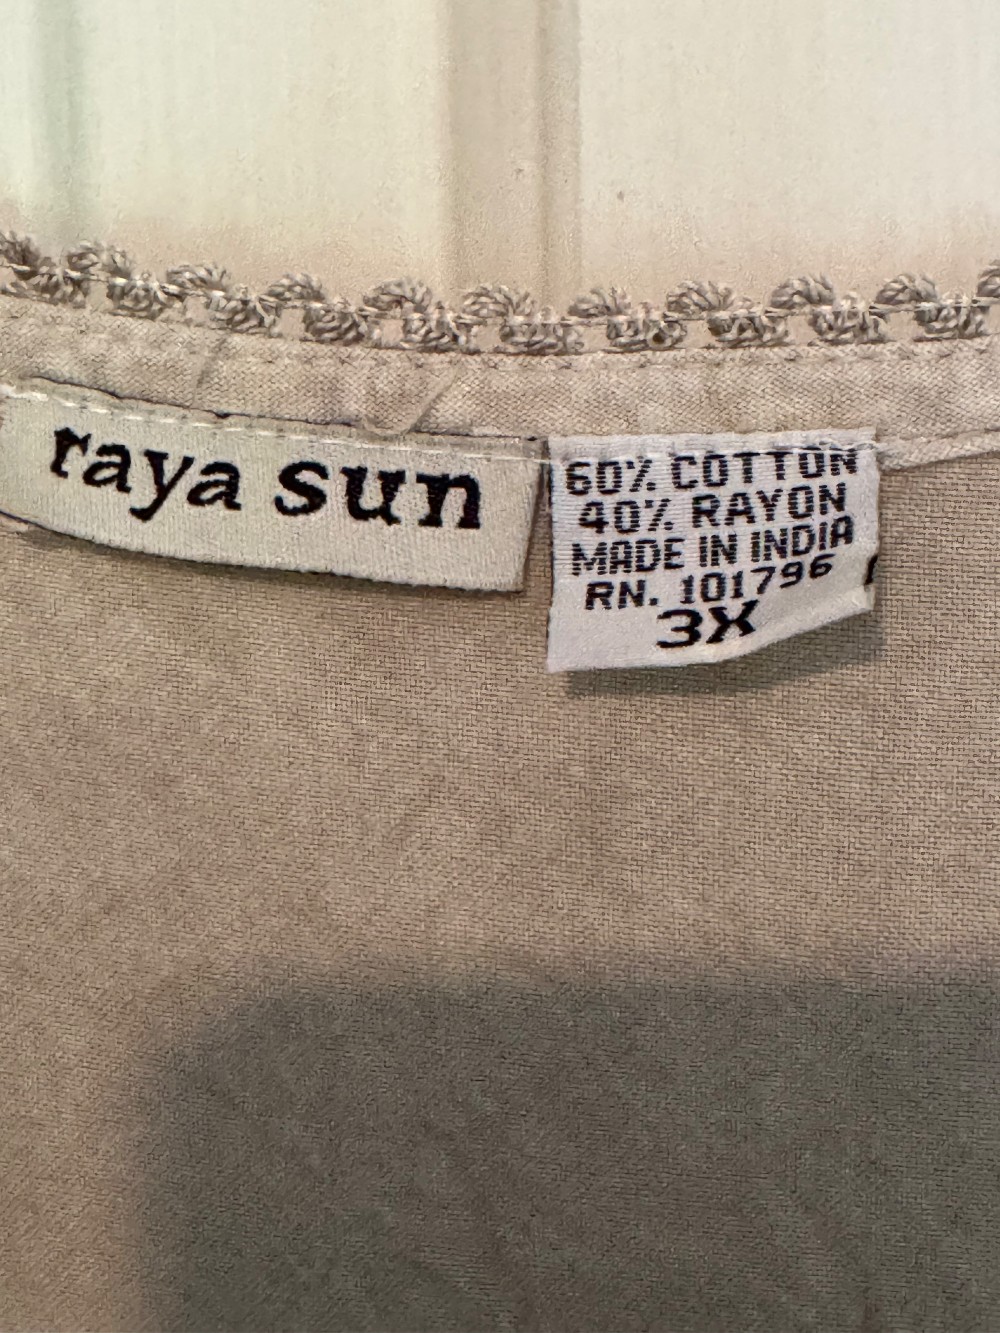 raya sun
60% COTTON
40% RAYON
MADE IN INDIA
RN. 101796
3X